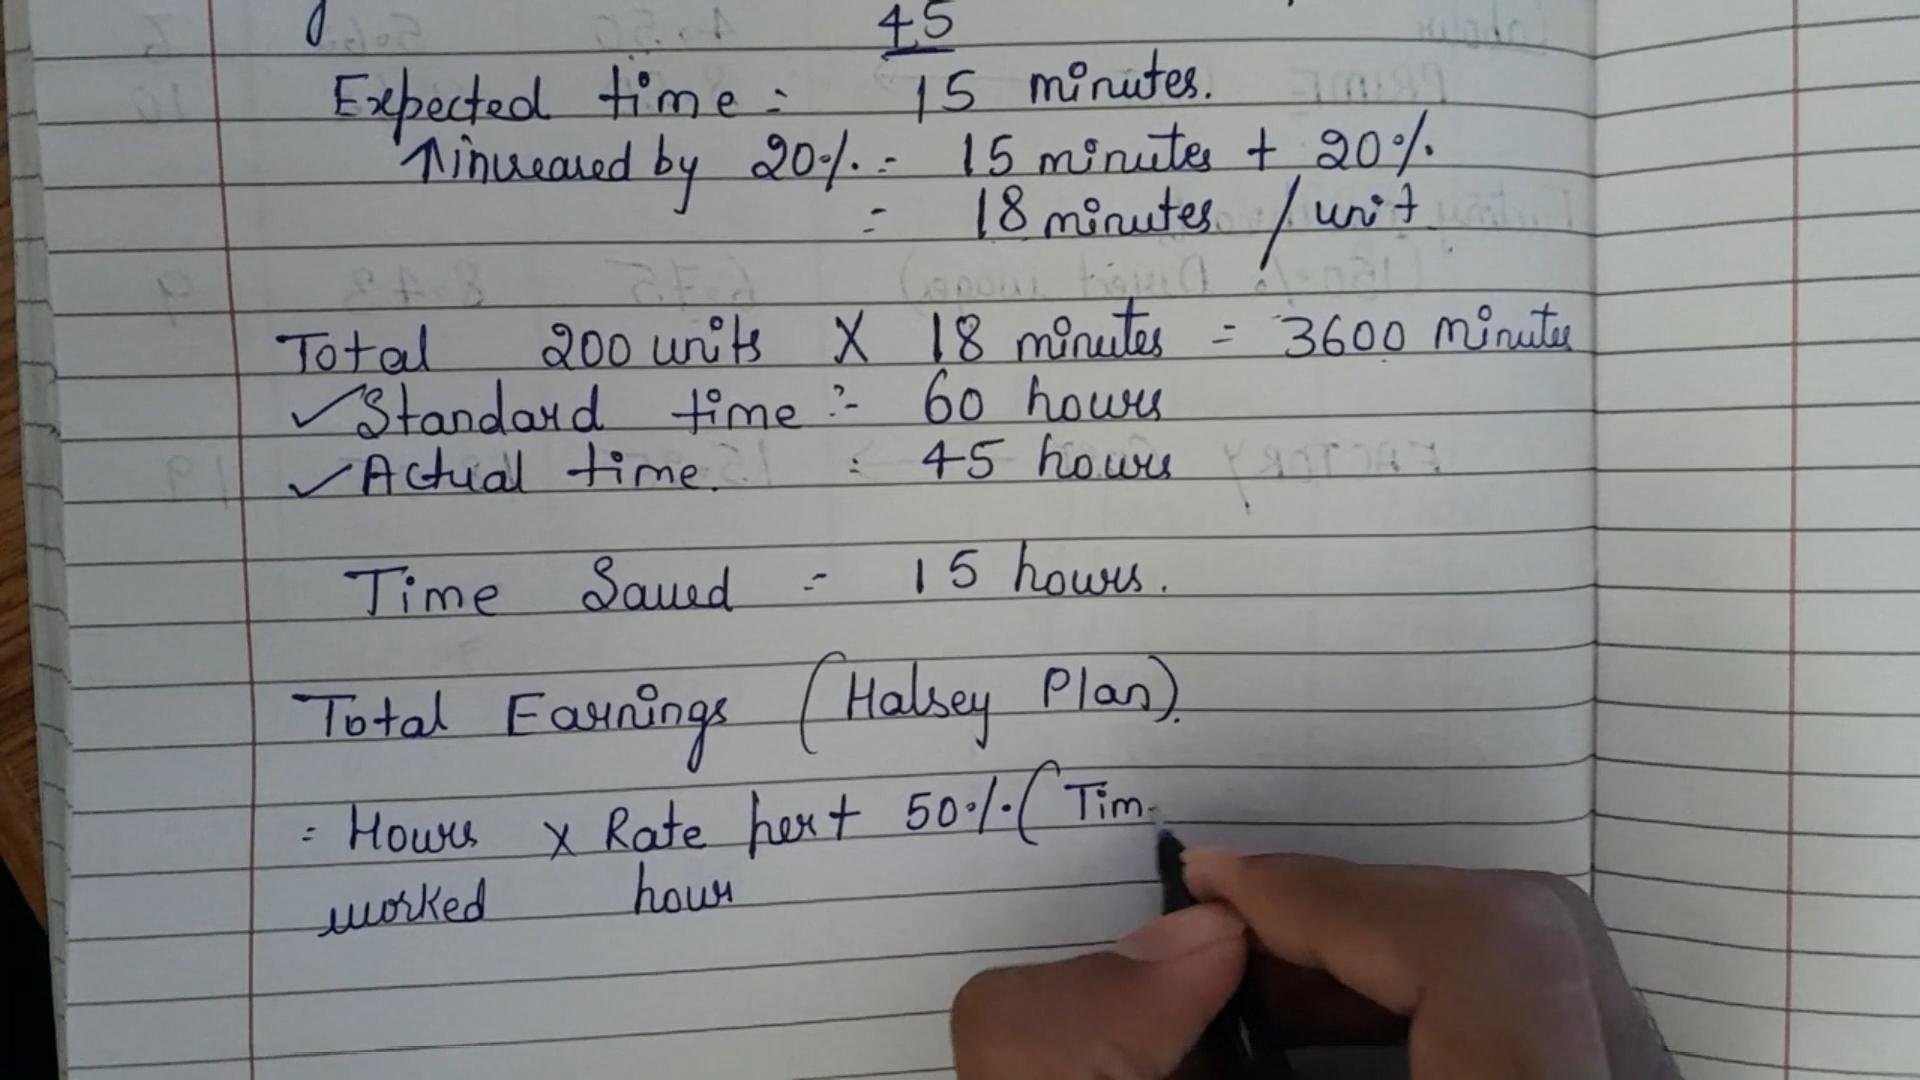 45
Expected time = 15 minutes.
↑ increased by 20% = 15 minutes + 20%
= 18 minutes / unit
Total 200 units X 18 minutes = 3600 minutes
✓ Standard time :- 60 hours
✓ Actual time. : 45 hours
Time Saved = 15 hours.
Total Earnings (Halsey Plan).
= Hours x Rate per + 50% ( Tim
worked hour